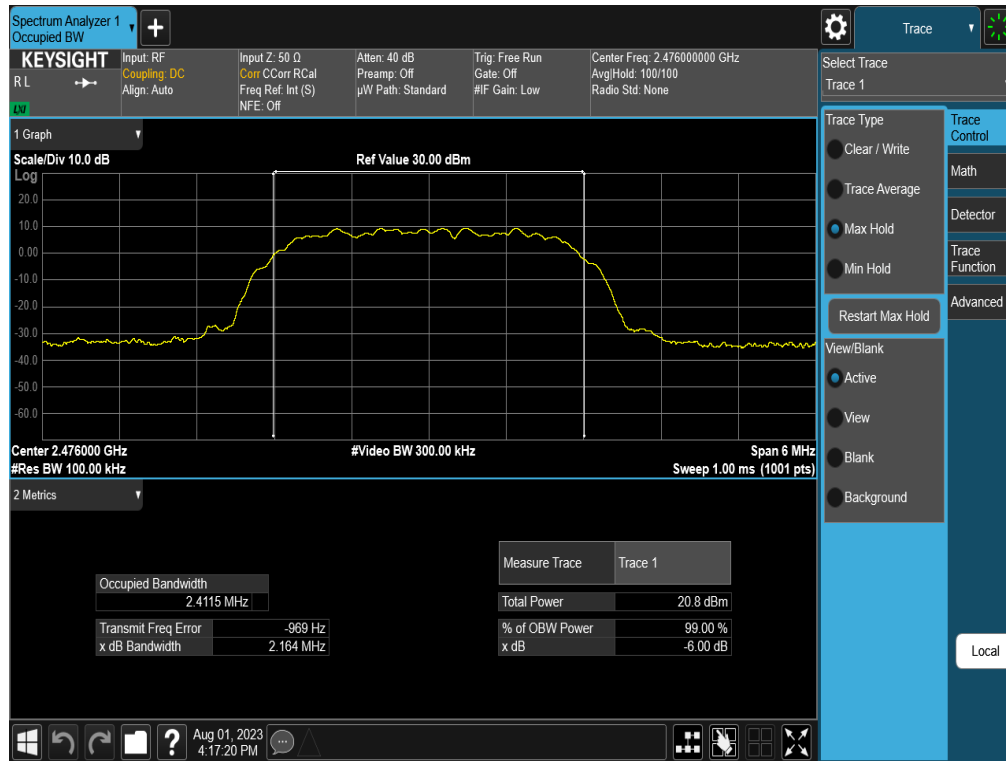 Spectrum Analyzer 1
Occupied BW
+
Trace
KEYSIGHT
R L
LXI
Input: RF
Coupling: DC
Align: Auto
Input Z: 50 Ω
Corr CCorr RCal
Freq Ref: Int (S)
NFE: Off
Atten: 40 dB
Preamp: Off
µW Path: Standard
Trig: Free Run
Gate: Off
#IF Gain: Low
Center Freq: 2.476000000 GHz
Avg|Hold: 100/100
Radio Std: None
Select Trace
Trace 1
1 Graph
Scale/Div 10.0 dB
Ref Value 30.00 dBm
Log
20.0
10.0
0.00
-10.0
-20.0
-30.0
-40.0
-50.0
-60.0
Center 2.476000 GHz
#Video BW 300.00 kHz
Span 6 MHz
#Res BW 100.00 kHz
Sweep 1.00 ms (1001 pts)
Trace Type
Clear / Write
Trace Average
Max Hold
Min Hold
Restart Max Hold
View/Blank
Active
View
Blank
Background
Trace
Control
Math
Detector
Trace
Function
Advanced
2 Metrics
Measure Trace Trace 1
Occupied Bandwidth
2.4115 MHz
Total Power 20.8 dBm
Transmit Freq Error -969 Hz
% of OBW Power 99.00 %
x dB Bandwidth 2.164 MHz
x dB -6.00 dB
Local
?
Aug 01, 2023
4:17:20 PM